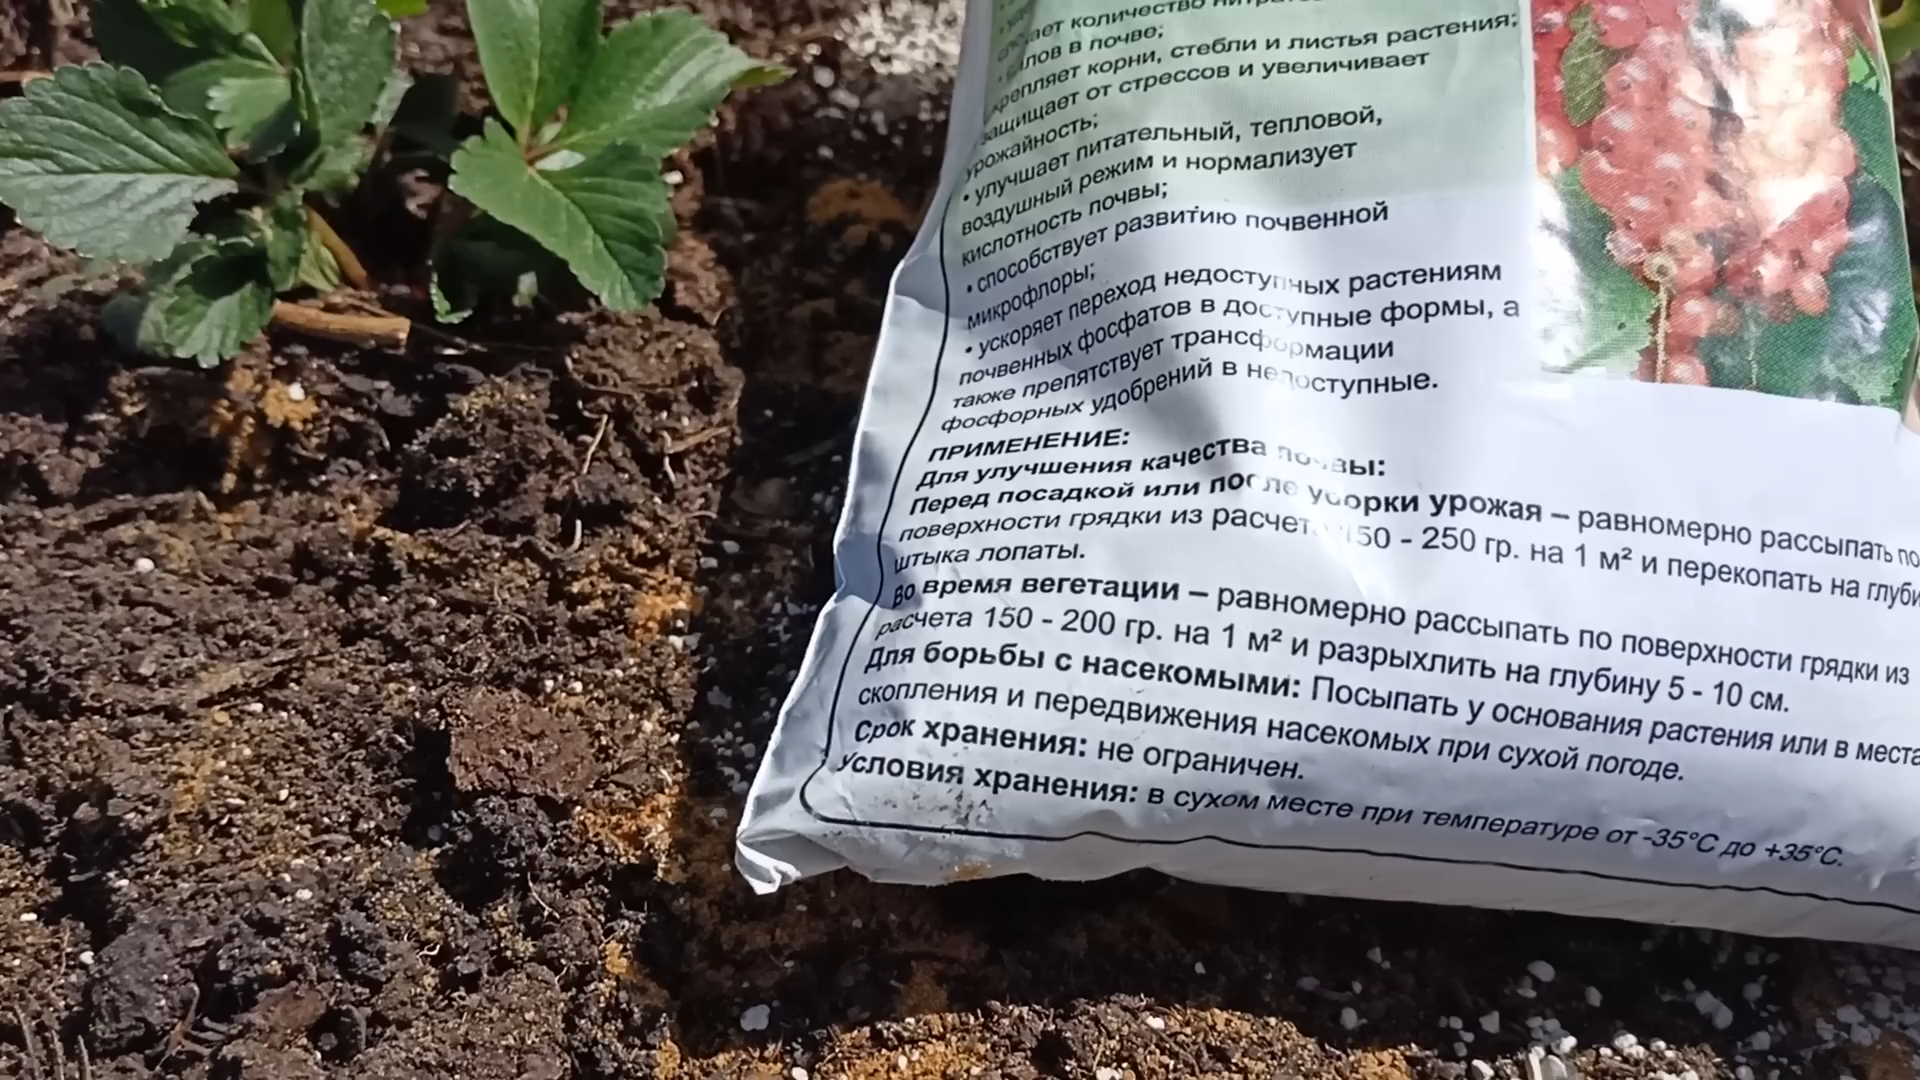 количество
лов в почве;
крепляет корни, стебли и листья растения;
защищает от стрессов и увеличивает
урожайность;
• улучшает питательный, тепловой,
воздушный режим и нормализует
кислотность почвы;
• способствует развитию почвенной
микрофлоры;
• ускоряет переход недоступных растениям
почвенных фосфатов в доступные формы, а
также препятствует трансформации
фосфорных удобрений в недоступные.
ПРИМЕНЕНИЕ:
Для улучшения качества почвы:
Перед посадкой или после уборки урожая – равномерно рассыпать по
поверхности грядки из расчет 150 - 250 гр. на 1 м² и перекопать на глуби
штыка лопаты.
Во время вегетации – равномерно рассыпать по поверхности грядки из
расчета 150 - 200 гр. на 1 м² и разрыхлить на глубину 5 - 10 см.
Для борьбы с насекомыми: Посыпать у основания растения или в места
скопления и передвижения насекомых при сухой погоде.
Срок хранения: не ограничен.
Условия хранения: в сухом месте при температуре от -35°С до +35°С.